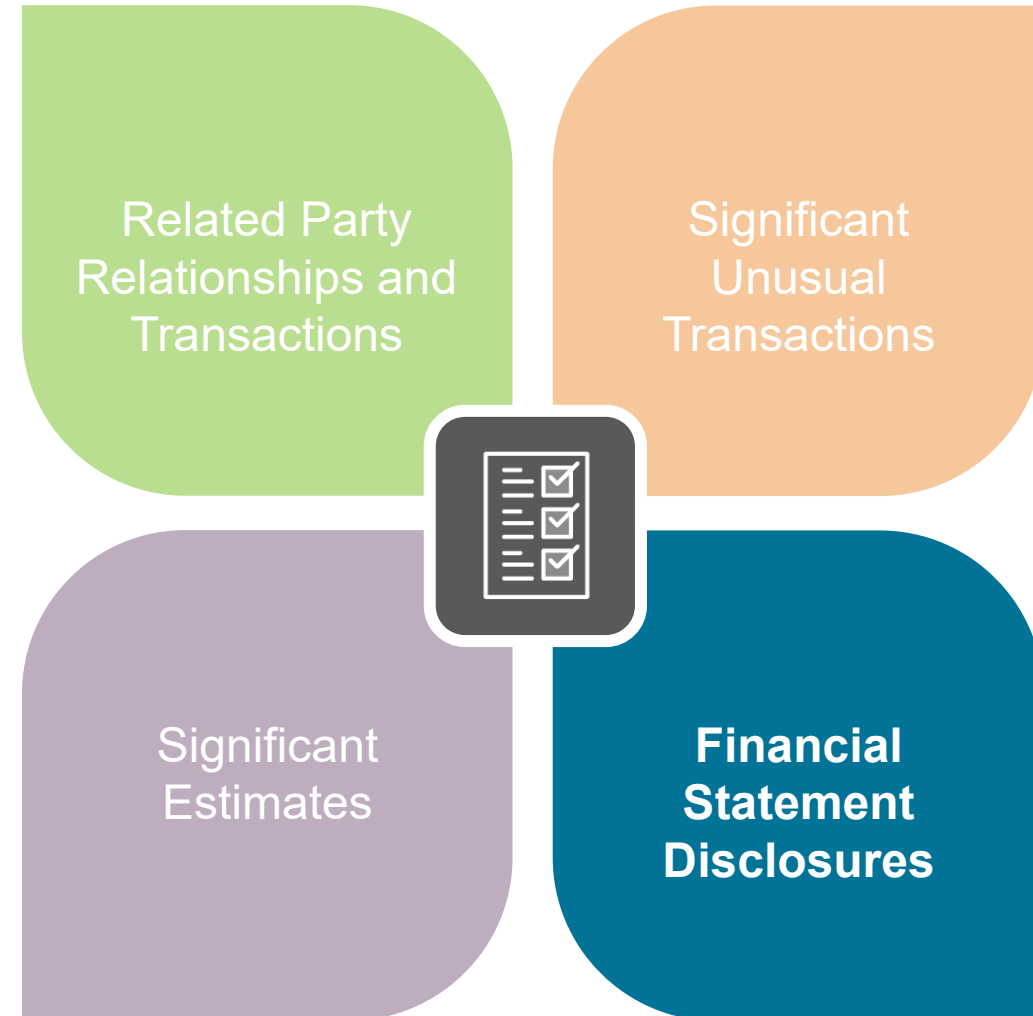 Related Party
Relationships and
Transactions
Significant
Unusual
Transactions
Significant
Estimates
Financial
Statement
Disclosures